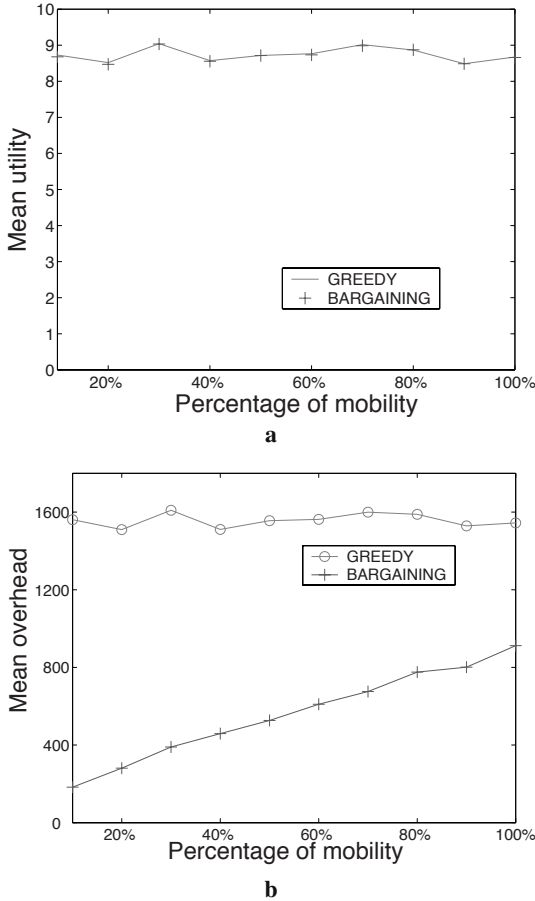 10
9
8
7
6
5
4
3
2
1
0
Mean utility
GREEDY
BARGAINING
20% 40% 60% 80% 100%
Percentage of mobility
a
1600
1200
800
400
0
Mean overhead
GREEDY
BARGAINING
20% 40% 60% 80% 100%
Percentage of mobility
b